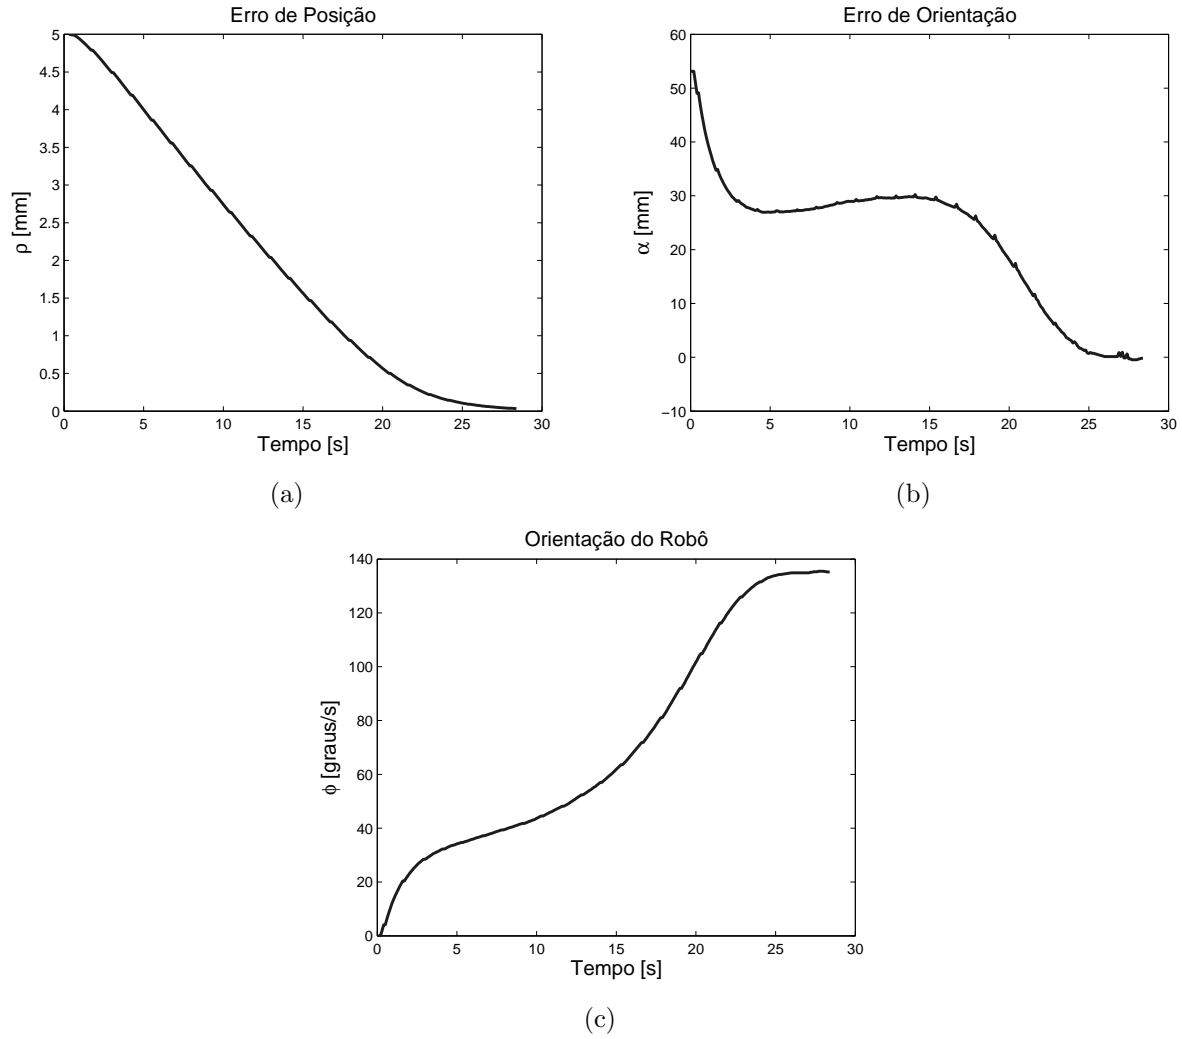 Erro de Posição
5
4.5
4
3.5
3
2.5
2
1.5
1
0.5
0
ρ [mm]
0 5 10 15 20 25 30
Tempo [s]
(a)
Erro de Orientação
60
50
40
30
20
10
0
−10
α [mm]
0 5 10 15 20 25 30
Tempo [s]
(b)
Orientação do Robô
140
120
100
80
60
40
20
0
ϕ [graus/s]
0 5 10 15 20 25 30
Tempo [s]
(c)